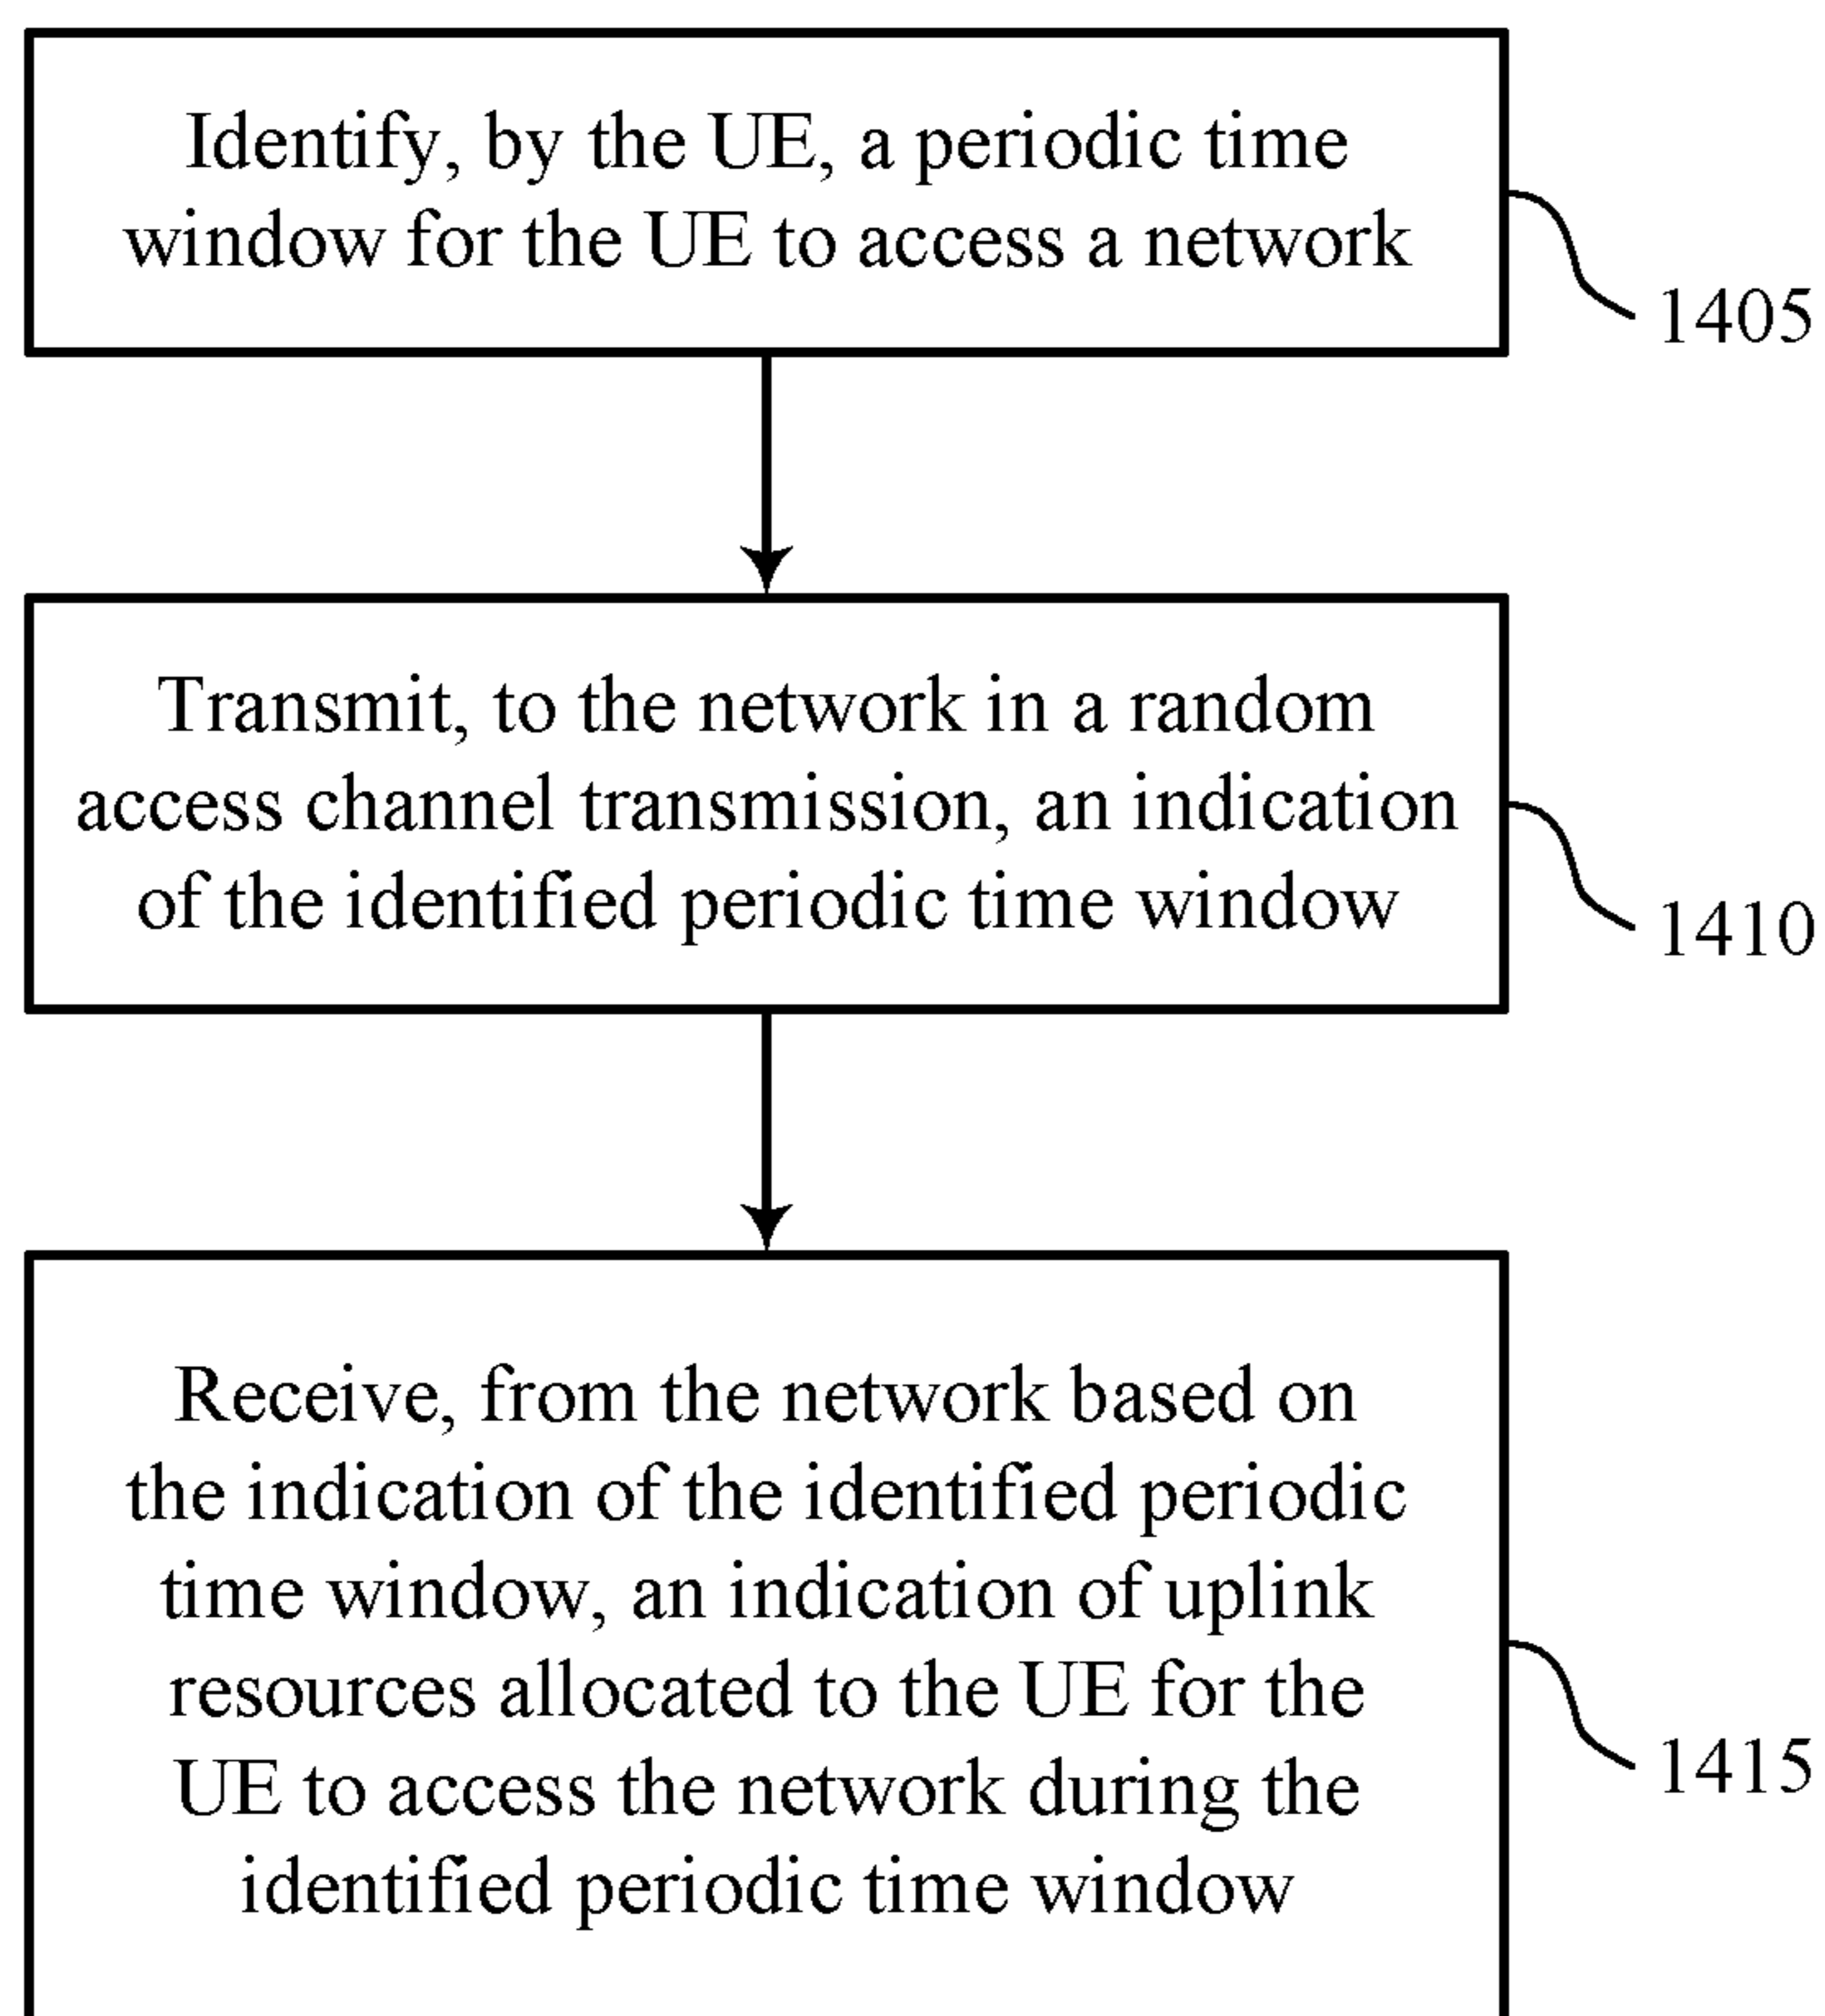 Identify, by the UE, a periodic time
window for the UE to access a network
1405
Transmit, to the network in a random
access channel transmission, an indication
of the identified periodic time window
1410
Receive, from the network based on
the indication of the identified periodic
time window, an indication of uplink
resources allocated to the UE for the
UE to access the network during the
identified periodic time window
1415